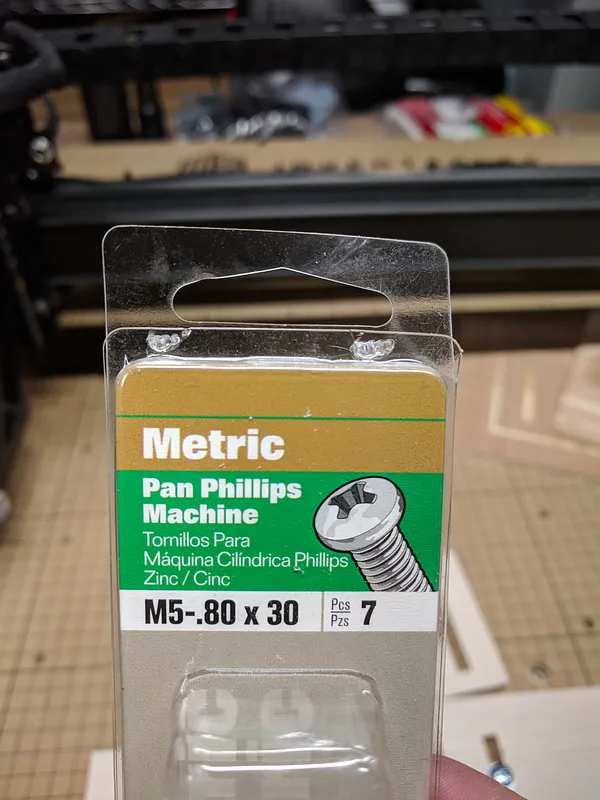 Metric
Pan Phillips
Machine
Tornillos Para
Máquina Cilíndrica Phillips
Zinc / Cinc
M5-.80 x 30
Pcs
Pzs
7